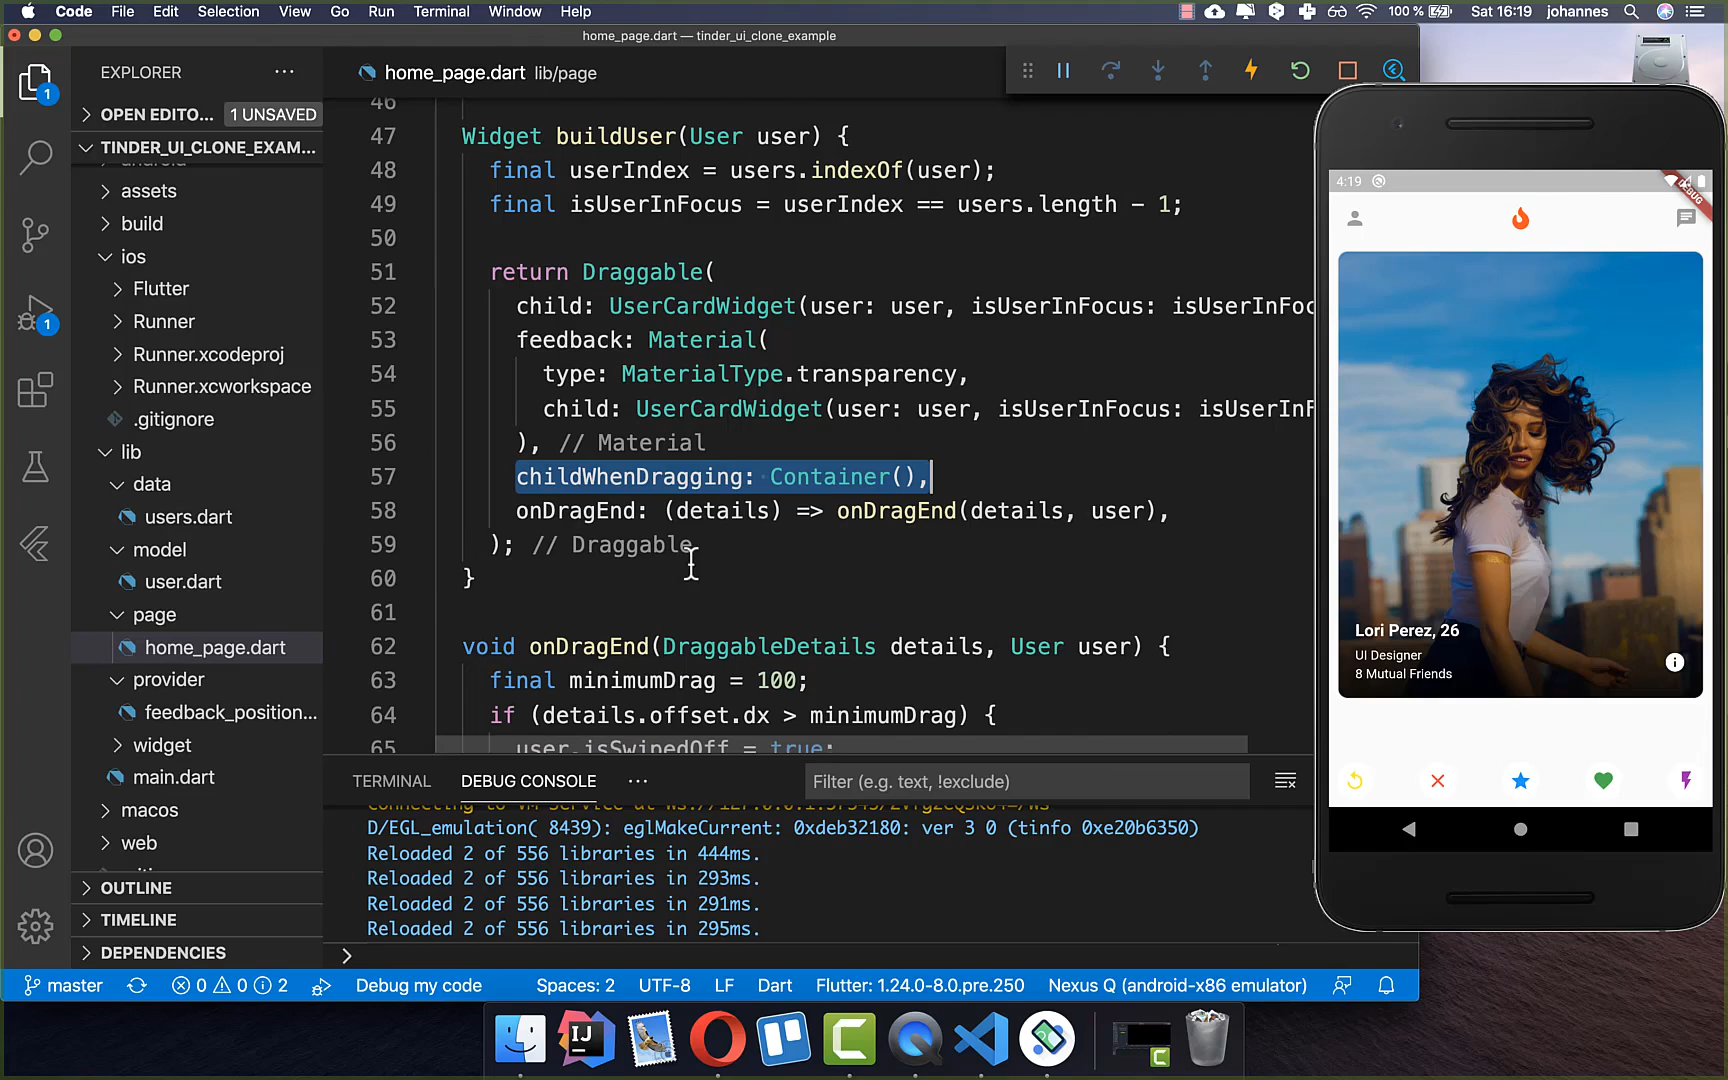 Code File Edit Selection View Go Run Terminal Window Help
100 % Sat 16:19 johannes
home_page.dart — tinder_ui_clone_example
EXPLORER
home_page.dart lib/page
1
OPEN EDITO... 1 UNSAVED
TINDER_UI_CLONE_EXAM...
assets
build
ios
Flutter
Runner
Runner.xcodeproj
Runner.xcworkspace
.gitignore
lib
data
users.dart
model
user.dart
page
home_page.dart
provider
feedback_position...
widget
main.dart
macos
web
OUTLINE
TIMELINE
DEPENDENCIES
1
46
47 Widget buildUser(User user) {
48 final userIndex = users.indexOf(user);
49 final isUserInFocus = userIndex == users.length - 1;
50
51 return Draggable(
52 child: UserCardWidget(user: user, isUserInFocus: isUserInFo
53 feedback: Material(
54 type: MaterialType.transparency,
55 child: UserCardWidget(user: user, isUserInFocus: isUserInF
56 ), // Material
57 childWhenDragging: Container(),
58 onDragEnd: (details) => onDragEnd(details, user),
59 ); // Draggable
60 }
61
62 void onDragEnd(DraggableDetails details, User user) {
63 final minimumDrag = 100;
64 if (details.offset.dx > minimumDrag) {
65 user.isSwipedOff = true;
TERMINAL DEBUG CONSOLE
Filter (e.g. text, !exclude)
D/EGL_emulation( 8439): eglMakeCurrent: 0xdeb32180: ver 3 0 (tinfo 0xe20b6350)
Reloaded 2 of 556 libraries in 444ms.
Reloaded 2 of 556 libraries in 293ms.
Reloaded 2 of 556 libraries in 291ms.
Reloaded 2 of 556 libraries in 295ms.
master 0 0 2 Debug my code Spaces: 2 UTF-8 LF Dart Flutter: 1.24.0-8.0.pre.250 Nexus Q (android-x86 emulator)
4:19
DEBUG
Lori Perez, 26
UI Designer
8 Mutual Friends
IJ